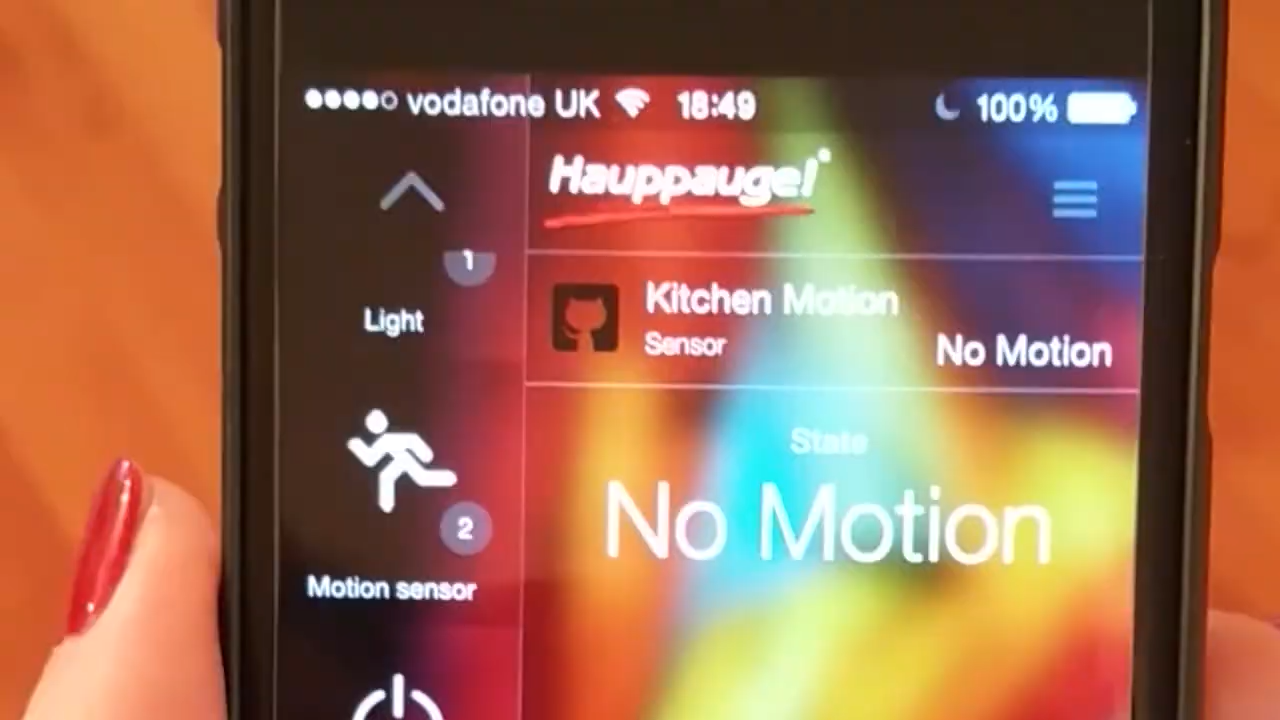 vodafone UK 18:49 100%
Hauppauge!
1
Light
Kitchen Motion
Sensor
No Motion
State
No Motion
2
Motion sensor